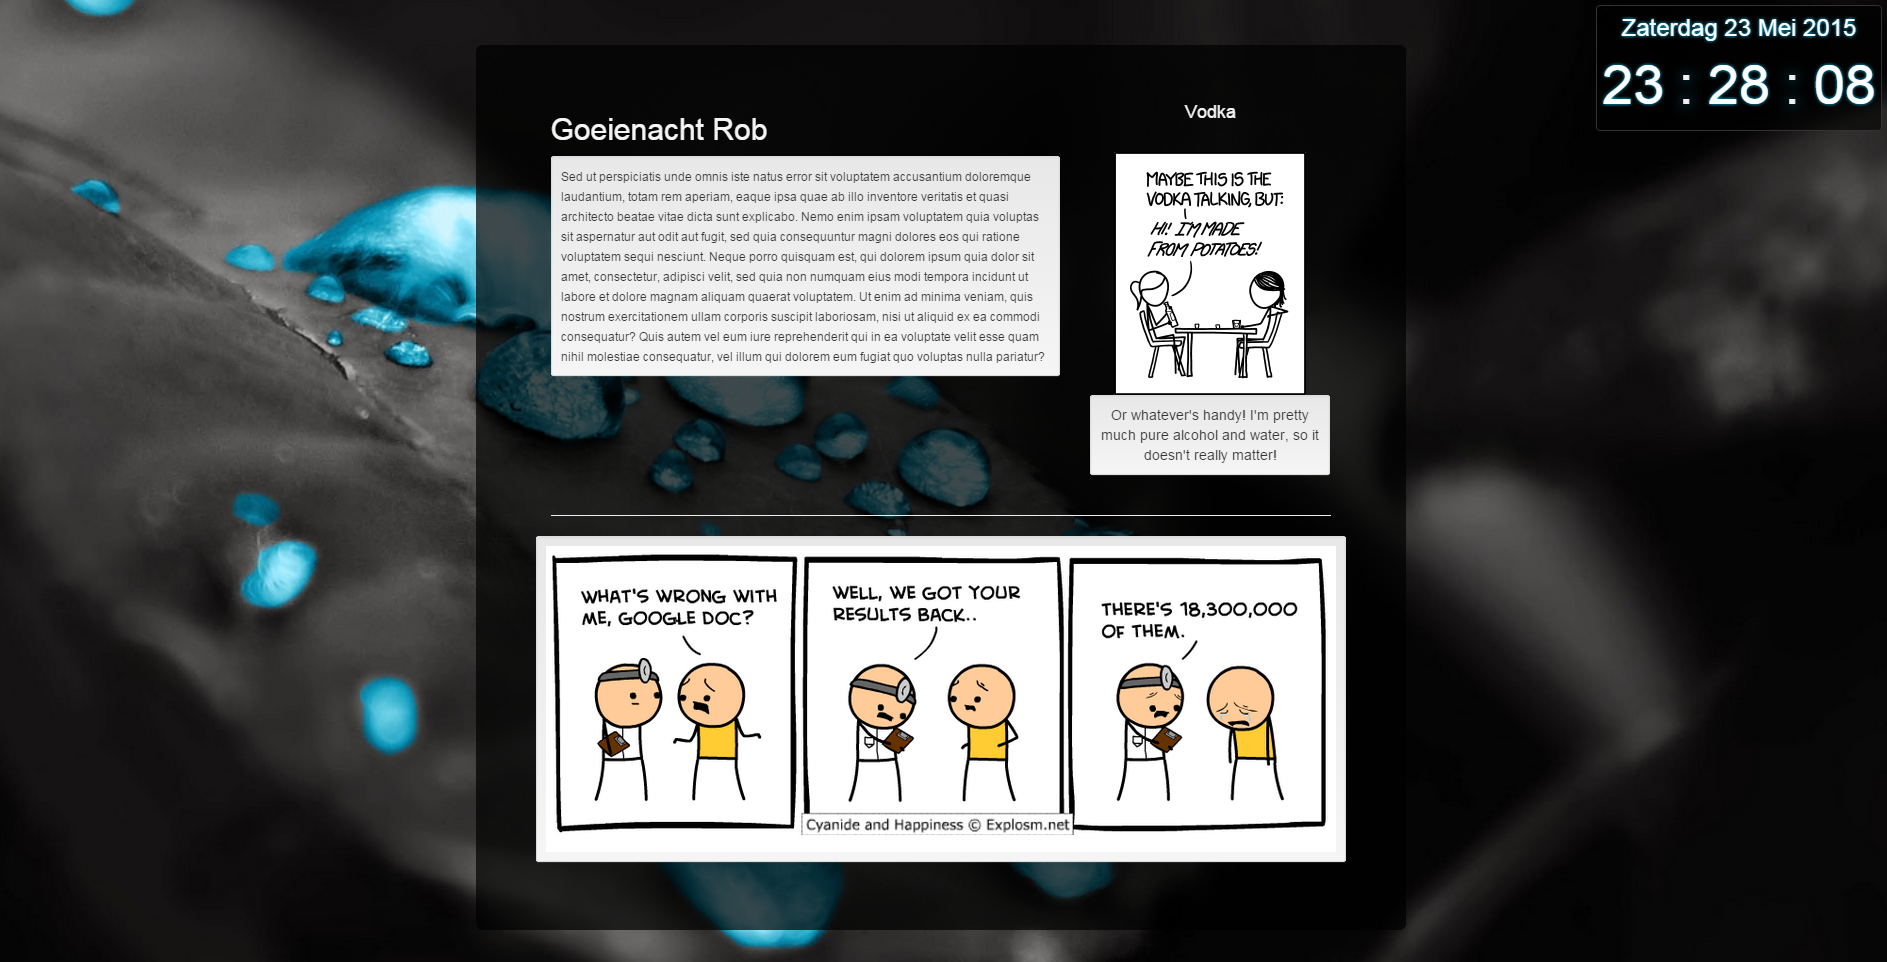 Zaterdag 23 Mei 2015
23 : 28 : 08
Goeienacht Rob
Sed ut perspiciatis unde omnis iste natus error sit voluptatem accusantium doloremque
laudantium, totam rem aperiam, eaque ipsa quae ab illo inventore veritatis et quasi
architecto beatae vitae dicta sunt explicabo. Nemo enim ipsam voluptatem quia voluptas
sit aspernatur aut odit aut fugit, sed quia consequuntur magni dolores eos qui ratione
voluptatem sequi nesciunt. Neque porro quisquam est, qui dolorem ipsum quia dolor sit
amet, consectetur, adipisci velit, sed quia non numquam eius modi tempora incidunt ut
labore et dolore magnam aliquam quaerat voluptatem. Ut enim ad minima veniam, quis
nostrum exercitationem ullam corporis suscipit laboriosam, nisi ut aliquid ex ea commodi
consequatur? Quis autem vel eum iure reprehenderit qui in ea voluptate velit esse quam
nihil molestiae consequatur, vel illum qui dolorem eum fugiat quo voluptas nulla pariatur?
Vodka
MAYBE THIS IS THE
VODKA TALKING, BUT:
HI! I'M MADE
FROM POTATOES!
Or whatever's handy! I'm pretty
much pure alcohol and water, so it
doesn't really matter!
WHAT'S WRONG WITH
ME, GOOGLE DOC?
WELL, WE GOT YOUR
RESULTS BACK..
THERE'S 18,300,000
OF THEM.
Cyanide and Happiness © Explosm.net